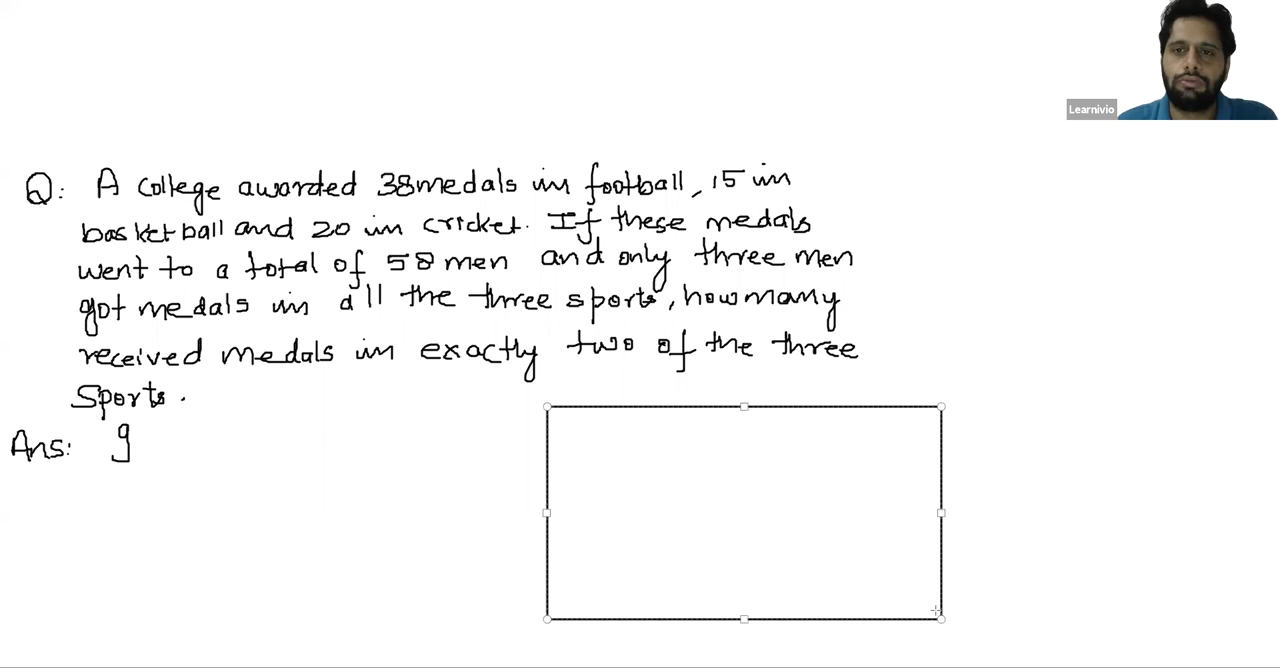 Learnivio
Q: A college awarded 38 medals in football, 15 in
basketball and 20 in cricket. If these medals
went to a total of 58 men and only three men
got medals in all the three sports, how many
received medals in exactly two of the three
Sports.
Ans: 9